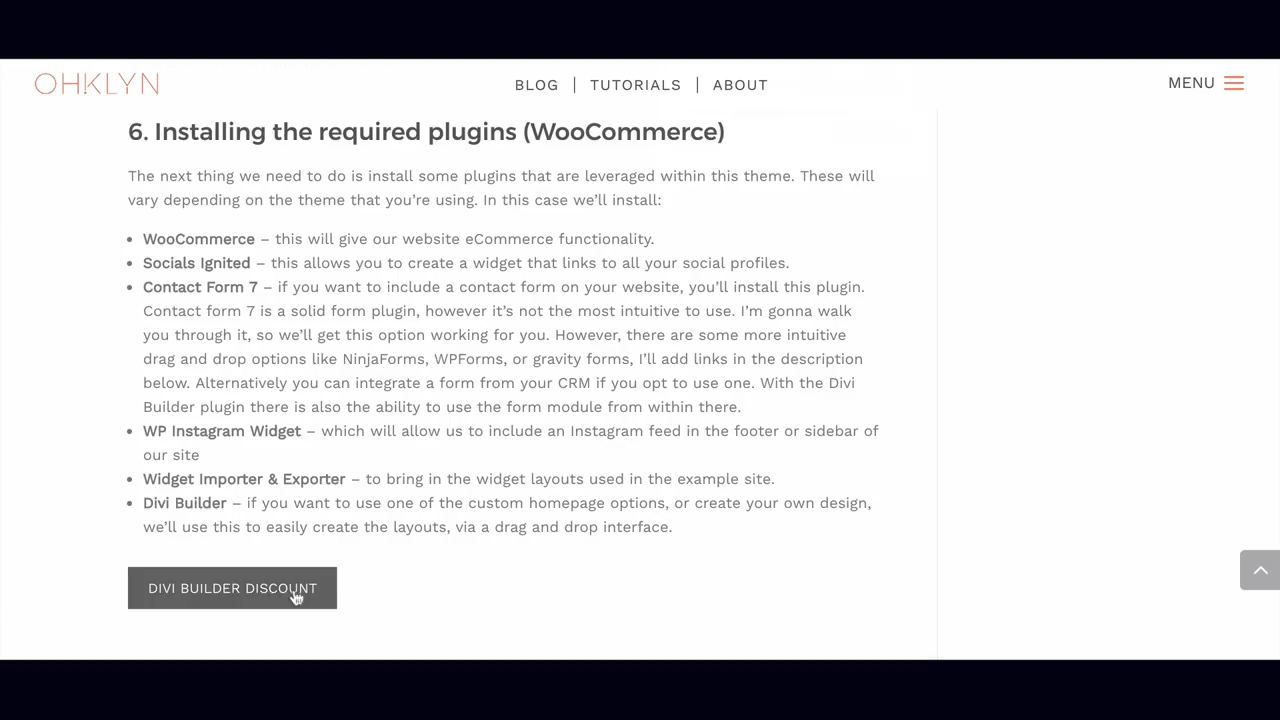 OHKLYN
BLOG | TUTORIALS | ABOUT
MENU
6. Installing the required plugins (WooCommerce)
The next thing we need to do is install some plugins that are leveraged within this theme. These will
vary depending on the theme that you’re using. In this case we’ll install:
• WooCommerce – this will give our website eCommerce functionality.
• Socials Ignited – this allows you to create a widget that links to all your social profiles.
• Contact Form 7 – if you want to include a contact form on your website, you’ll install this plugin.
Contact form 7 is a solid form plugin, however it’s not the most intuitive to use. I’m gonna walk
you through it, so we’ll get this option working for you. However, there are some more intuitive
drag and drop options like NinjaForms, WPForms, or gravity forms, I’ll add links in the description
below. Alternatively you can integrate a form from your CRM if you opt to use one. With the Divi
Builder plugin there is also the ability to use the form module from within there.
• WP Instagram Widget – which will allow us to include an Instagram feed in the footer or sidebar of
our site
• Widget Importer & Exporter – to bring in the widget layouts used in the example site.
• Divi Builder – if you want to use one of the custom homepage options, or create your own design,
we’ll use this to easily create the layouts, via a drag and drop interface.
DIVI BUILDER DISCOUNT